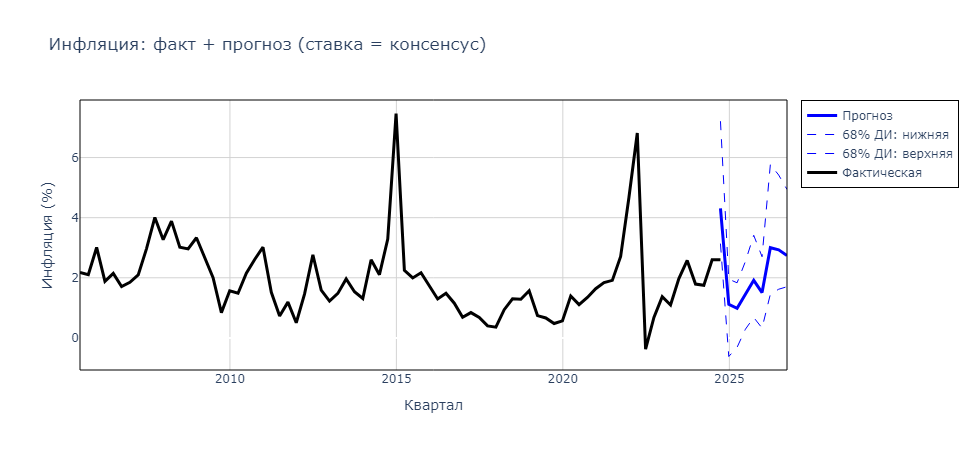 Инфляция: факт + прогноз (ставка = консенсус)
Прогноз
68% ДИ: нижняя
68% ДИ: верхняя
Фактическая
Инфляция (%)
6
4
2
0
2010
2015
2020
2025
Квартал